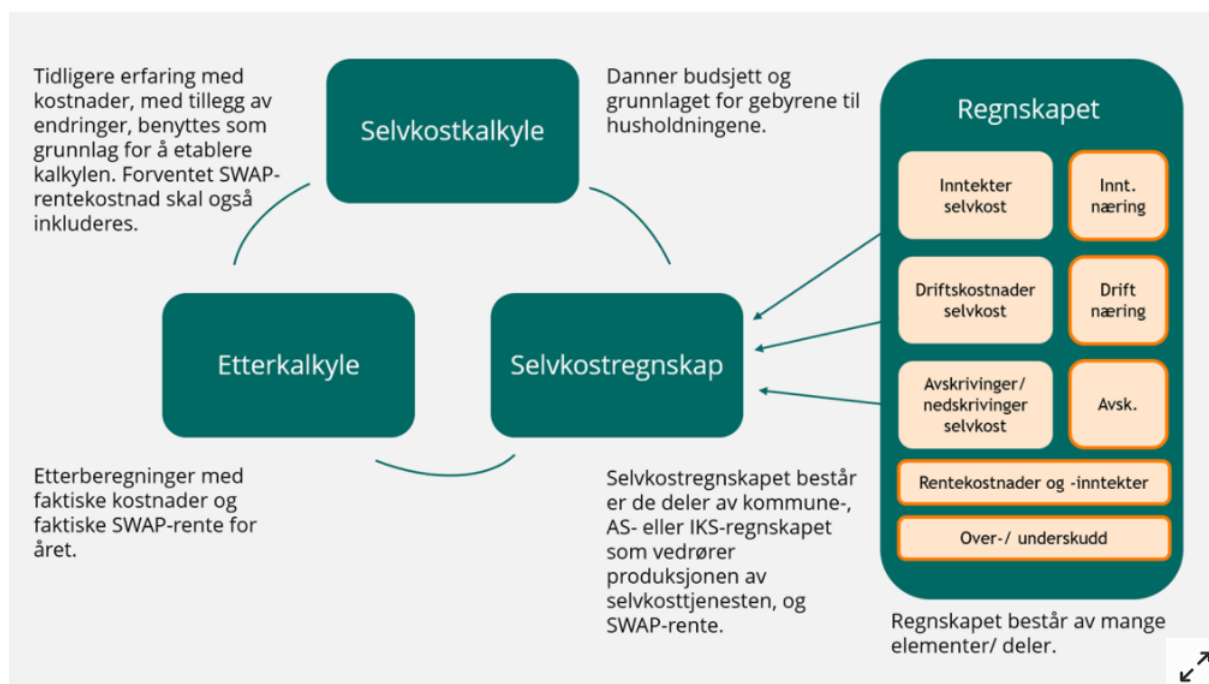 Tidligere erfaring med
kostnader, med tillegg av
endringer, benyttes som
grunnlag for å etablere
kalkylen. Forventet SWAP-
rentekostnad skal også
inkluderes.
Selvkostkalkyle
Danner budsjett og
grunnlaget for gebyrene til
husholdningene.
Etterkalkyle
Selvkostregnskap
Etterberegninger med
faktiske kostnader og
faktiske SWAP-rente for
året.
Selvkostregnskapet består
er de deler av kommune-,
AS- eller IKS-regnskapet
som vedrører
produksjonen av
selvkosttjenesten, og
SWAP-rente.
Regnskapet
Inntekter
selvkost
Innt.
næring
Driftskostnader
selvkost
Drift
næring
Avskrivinger/
nedskrivinger
selvkost
Avsk.
Rentekostnader og -inntekter
Over-/ underskudd
Regnskapet består av mange
elementer/ deler.